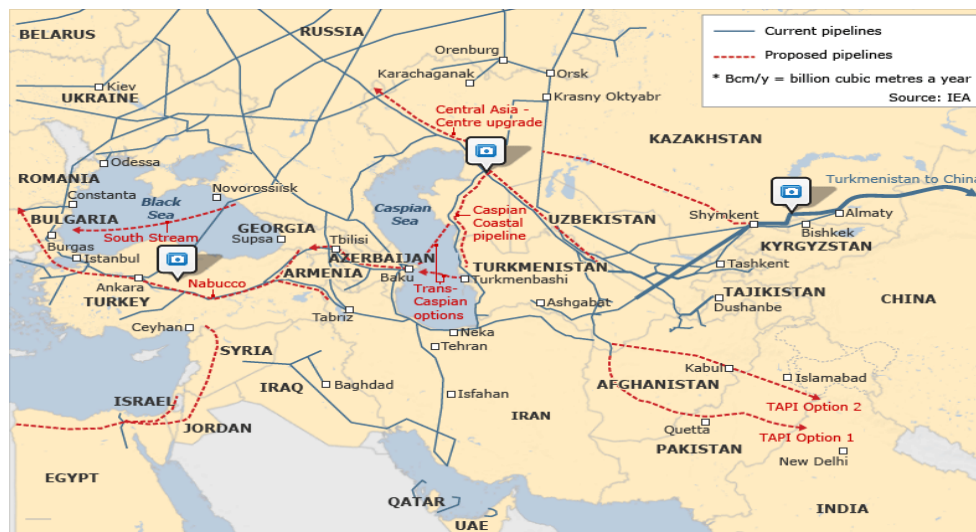 BELARUS
RUSSIA
Current pipelines
Proposed pipelines
* Bcm/y = billion cubic metres a year
Source: IEA
Orenburg
Karachaganak
Orsk
Krasny Oktyabr
Kiev
UKRAINE
Central Asia -
Centre upgrade
KAZAKHSTAN
Odessa
ROMANIA
Constanta
Novorossiisk
Black
Sea
Caspian
Sea
Turkmenistan to China
BULGARIA
South Stream
GEORGIA
Supsa
Tbilisi
Caspian
Coastal
pipeline
UZBEKISTAN
Shymkent
Almaty
Bishkek
KYRGYZSTAN
Burgas
Istanbul
AZERBAIJAN
ARMENIA
Baku
TURKMENISTAN
Turkmenbashi
Tashkent
Ankara
Nabucco
TURKEY
Trans-
Caspian
options
Ashgabat
TAJIKISTAN
Dushanbe
CHINA
Tabriz
Ceyhan
Neka
Tehran
SYRIA
IRAQ
Baghdad
Isfahan
IRAN
Kabul
AFGHANISTAN
Islamabad
TAPI Option 2
ISRAEL
JORDAN
Quetta
TAPI Option 1
PAKISTAN
New Delhi
EGYPT
QATAR
UAE
INDIA